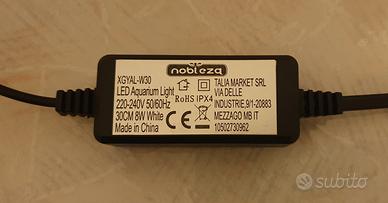 nobleza
XGYAL-W30
LED Aquarium Light
220-240V 50/60Hz
30CM 8W White
Made in China
RoHS IPX4
CE
TALIA MARKET SRL
VIA DELLE
INDUSTRIE,9/1-20883
MEZZAGO MB IT
10502730962
subito